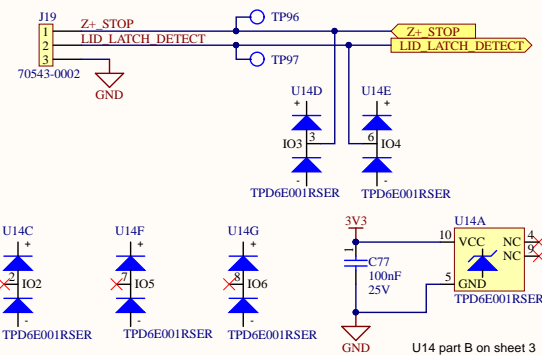 J19
Z+_STOP
TP96
1
2
3
LID_LATCH_DETECT
Z+_STOP
LID_LATCH_DETECT
70543-0002
TP97
GND
U14D
U14E
+
+
3
6
IO3
IO4
-
-
TPD6E001RSER
TPD6E001RSER
U14C
U14F
U14G
3V3
U14A
+
+
+
1
10
VCC
NC
4
NC
9
2
IO2
7
IO5
8
IO6
C77
100nF
25V
5
GND
-
-
-
TPD6E001RSER
TPD6E001RSER
TPD6E001RSER
TPD6E001RSER
GND
U14 part B on sheet 3